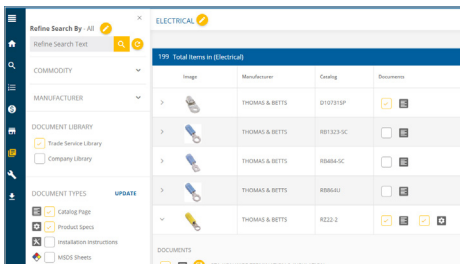 Refine Search By - All
Refine Search Text
COMMODITY
MANUFACTURER
DOCUMENT LIBRARY
Trade Service Library
Company Library
DOCUMENT TYPES UPDATE
Catalog Page
Product Specs
Installation Instructions
MSDS Sheets
ELECTRICAL
199 Total Items in (Electrical)
Image Manufacturer Catalog Documents
THOMAS & BETTS D10731SP
THOMAS & BETTS RB1323-SC
THOMAS & BETTS RB484-SC
THOMAS & BETTS RB864U
THOMAS & BETTS RZ22-2
DOCUMENTS